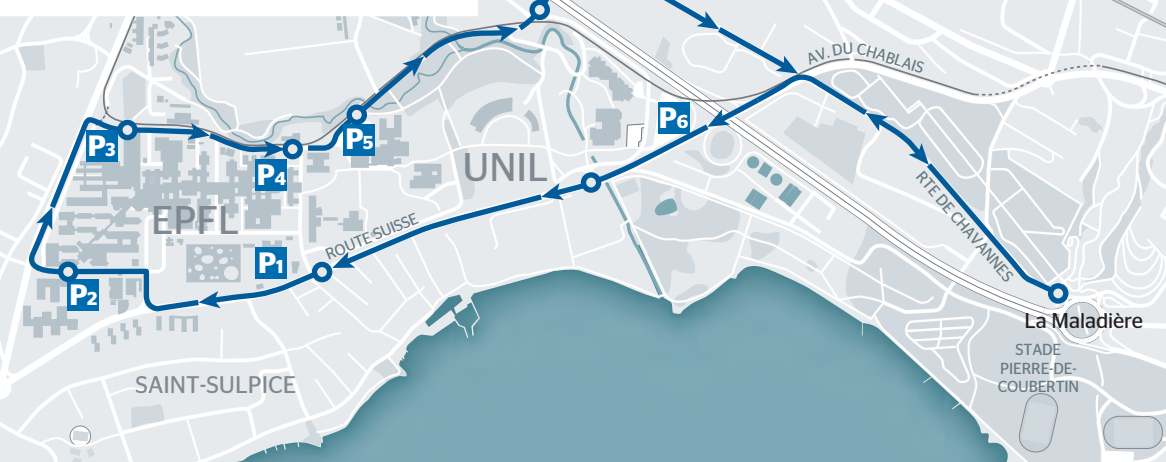 AV. DU CHABLAIS
P6
P3
P5
P4
UNIL
RTE DE CHAVANNES
EPFL
ROUTE SUISSE
P1
P2
La Maladière
STADE
PIERRE-DE-
COUBERTIN
SAINT-SULPICE